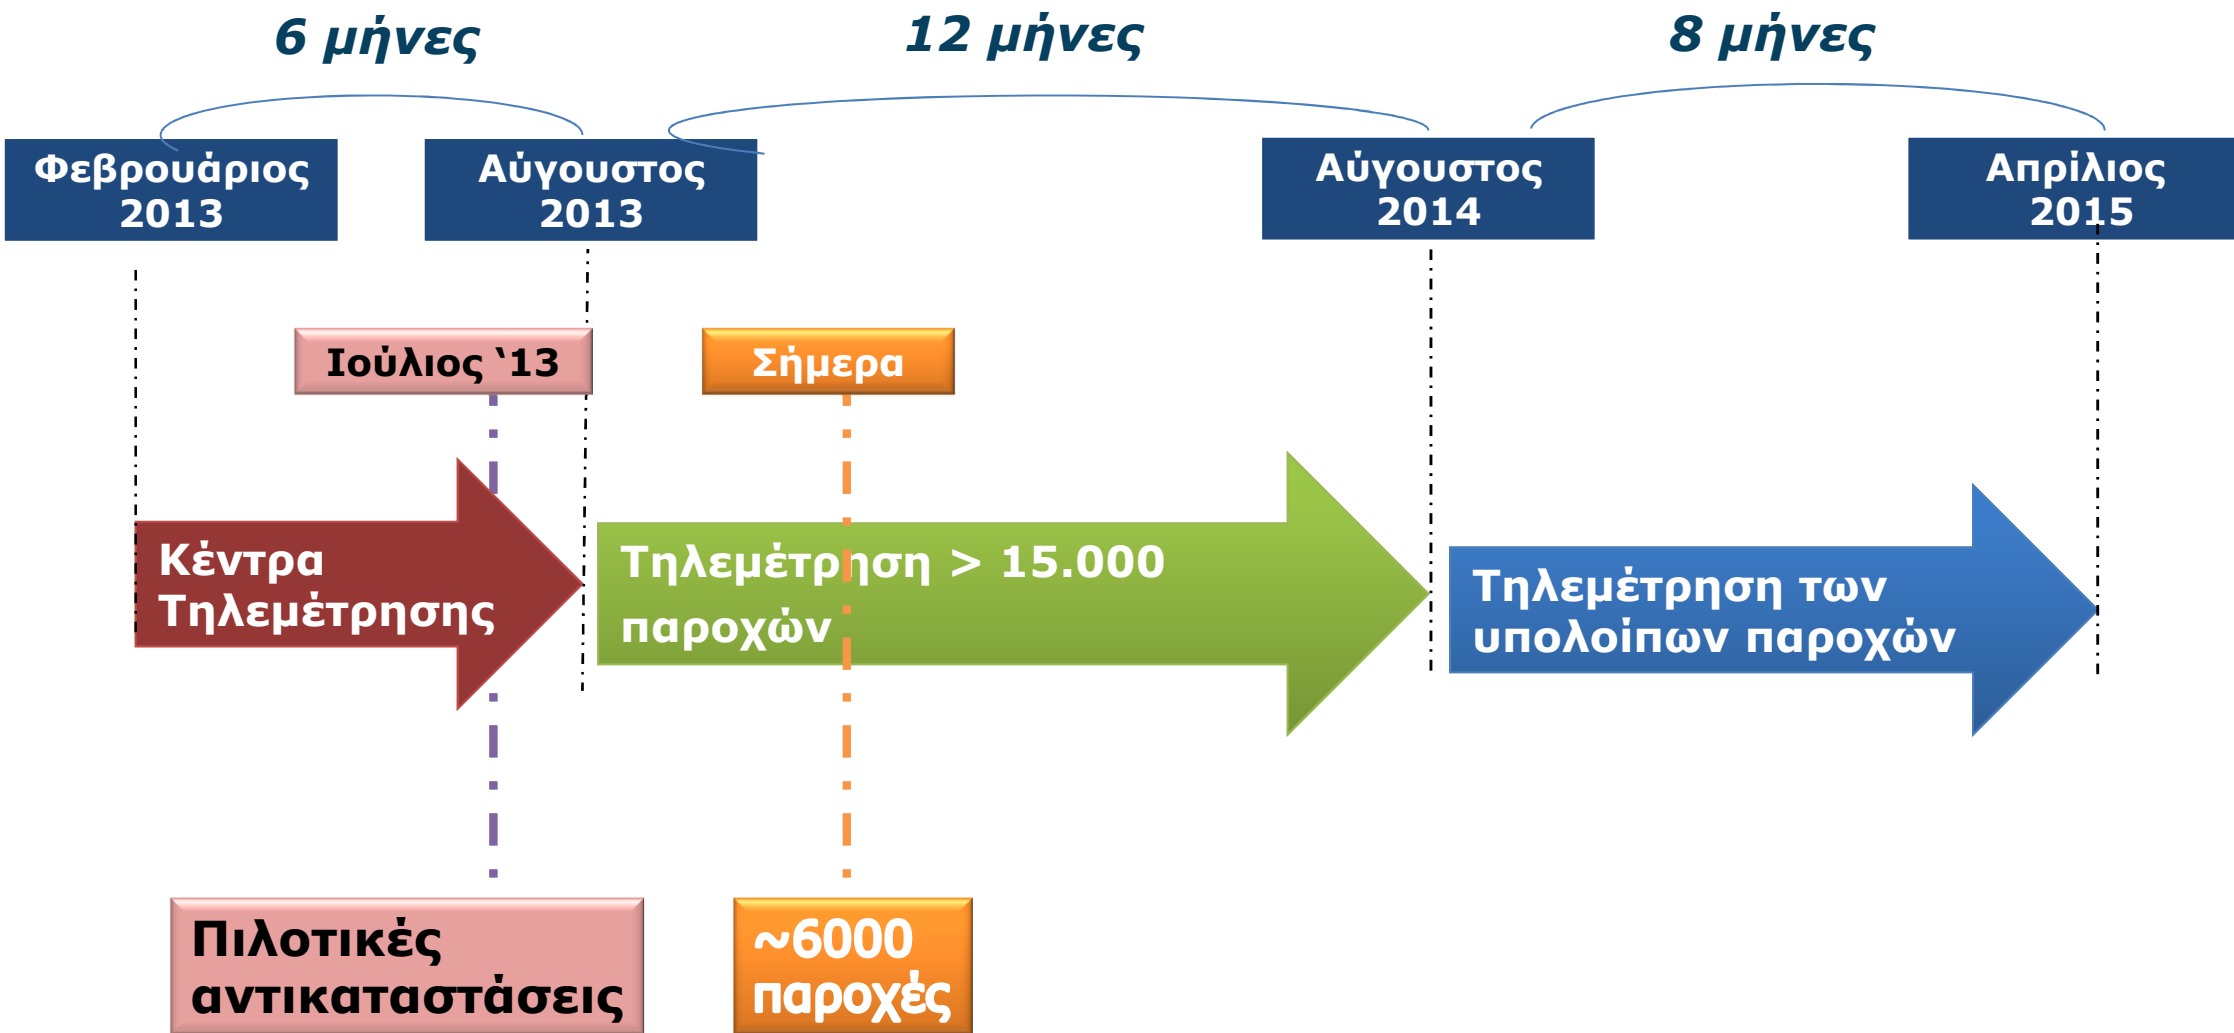 6 μήνες
12 μήνες
8 μήνες
Φεβρουάριος
2013
Αύγουστος
2013
Αύγουστος
2014
Απρίλιος
2015
Ιούλιος ‘13
Σήμερα
Κέντρα
Τηλεμέτρησης
Τηλεμέτρηση > 15.000
παροχών
Τηλεμέτρηση των
υπολοίπων παροχών
Πιλοτικές
αντικαταστάσεις
~6000
παροχές